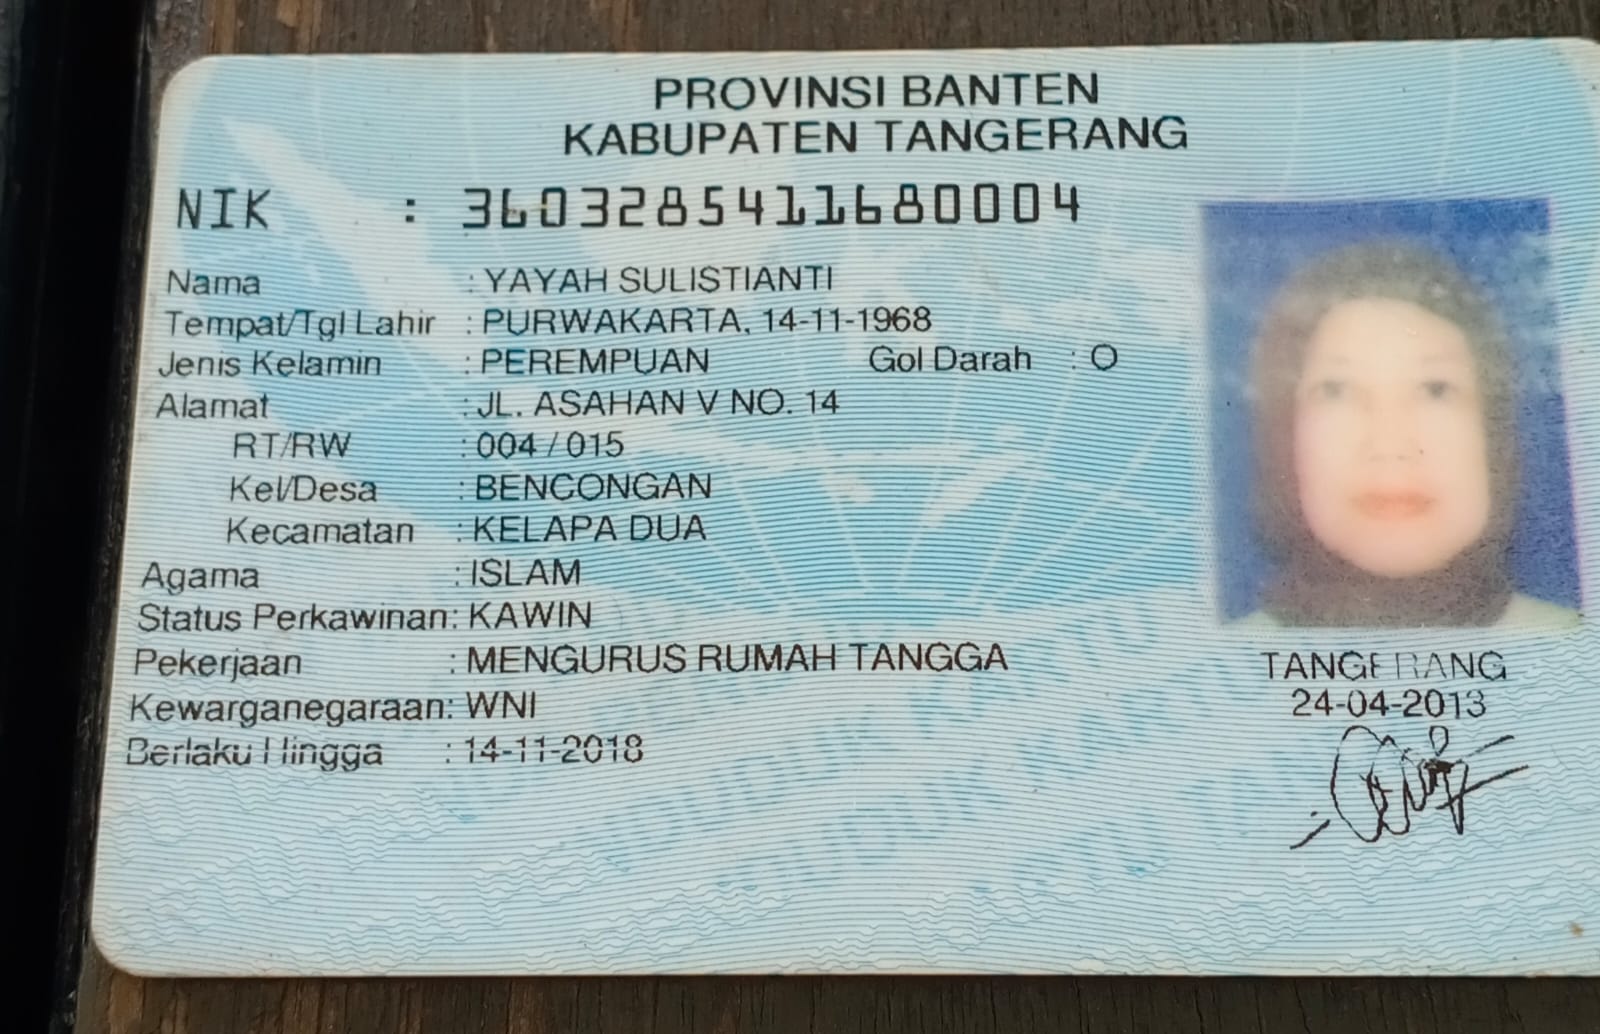 PROVINSI BANTEN
KABUPATEN TANGERANG
NIK : 3603285411680004
Nama : YAYAH SULISTIANTI
Tempat/Tgl Lahir : PURWAKARTA, 14-11-1968
Jenis Kelamin : PEREMPUAN Gol Darah : O
Alamat : JL. ASAHAN V NO. 14
RT/RW : 004 / 015
Kel/Desa : BENCONGAN
Kecamatan : KELAPA DUA
Agama : ISLAM
Status Perkawinan: KAWIN
Pekerjaan : MENGURUS RUMAH TANGGA
Kewarganegaraan: WNI
Berlaku Hingga : 14-11-2018
TANGERANG
24-04-2013